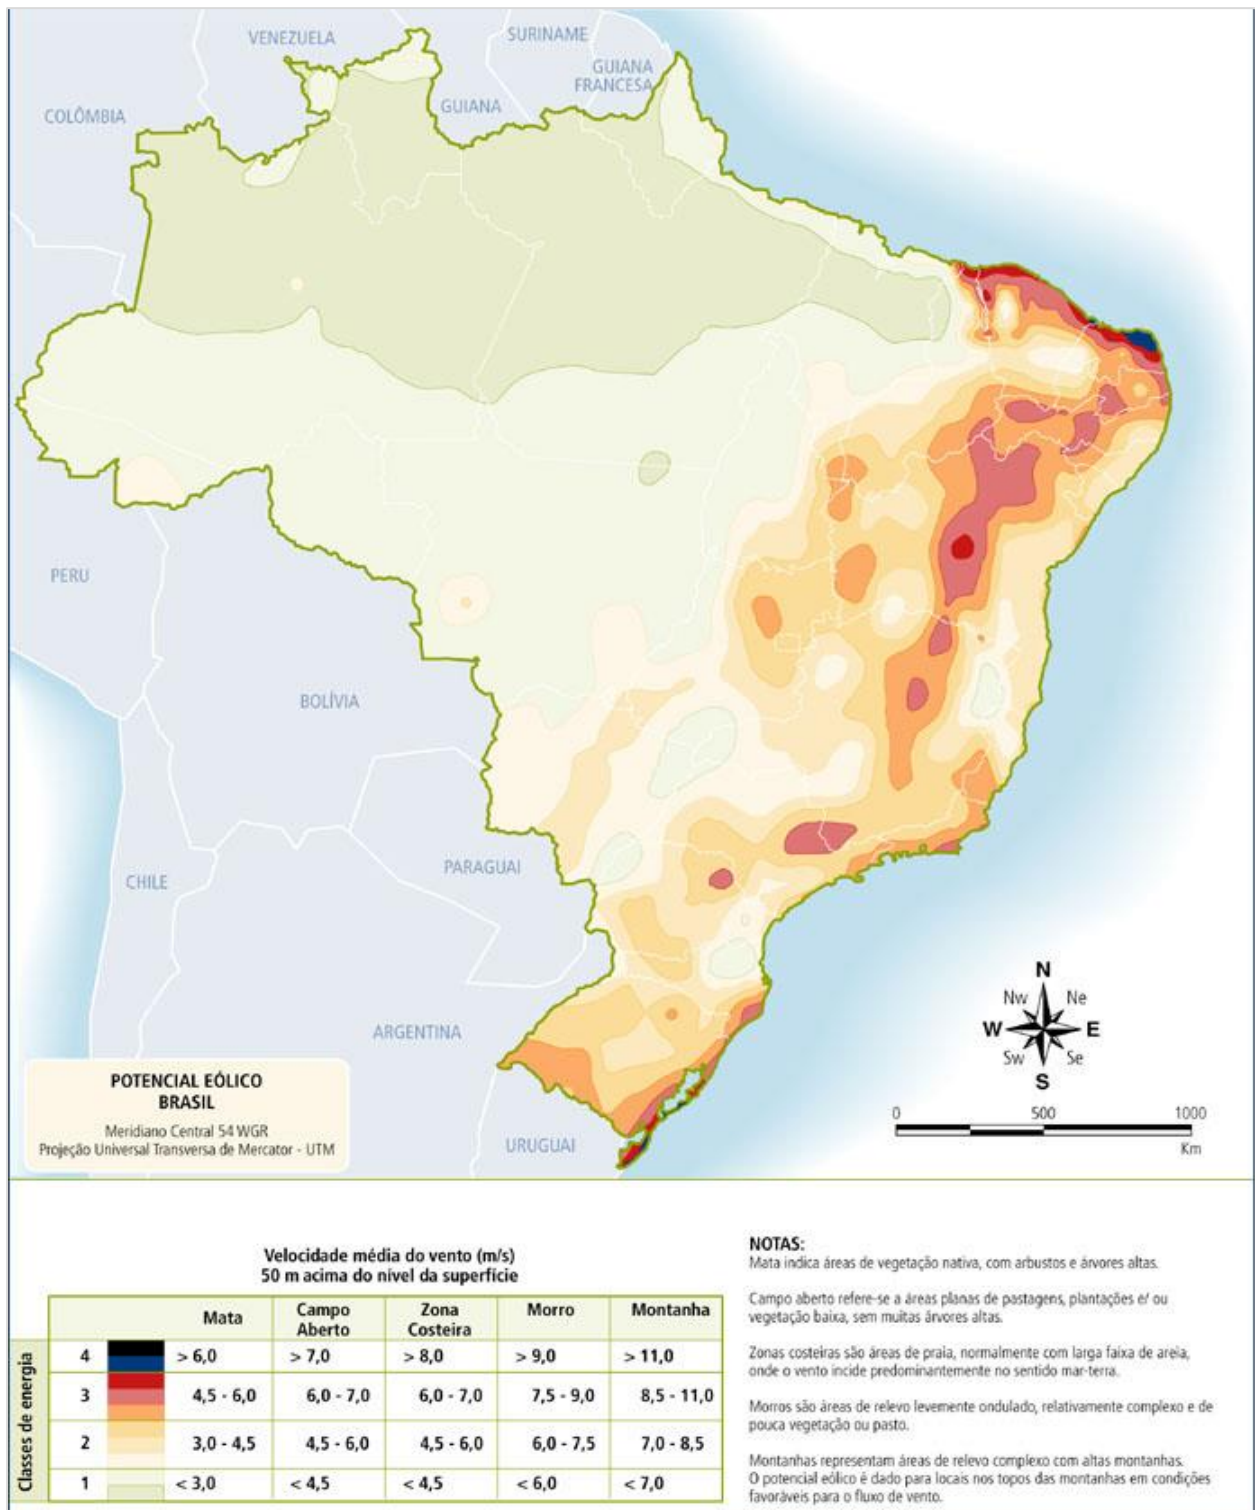 VENEZUELA
SURINAME
GUIANA
FRANCESA
COLÔMBIA
GUIANA
PERU
BOLÍVIA
PARAGUAI
CHILE
ARGENTINA
URUGUAI
N
Nw
Ne
W
E
Sw
Se
S
0
500
1000
Km
POTENCIAL EÓLICO
BRASIL
Meridiano Central 54 WGR
Projeção Universal Transversa de Mercator - UTM
Velocidade média do vento (m/s)
50 m acima do nível da superfície
Mata
Campo
Aberto
Zona
Costeira
Morro
Montanha
Classes de energia
4 > 6,0 > 7,0 > 8,0 > 9,0 > 11,0
3 4,5 - 6,0 6,0 - 7,0 6,0 - 7,0 7,5 - 9,0 8,5 - 11,0
2 3,0 - 4,5 4,5 - 6,0 4,5 - 6,0 6,0 - 7,5 7,0 - 8,5
1 < 3,0 < 4,5 < 4,5 < 6,0 < 7,0
NOTAS:
Mata indica áreas de vegetação nativa, com arbustos e árvores altas.
Campo aberto refere-se a áreas planas de pastagens, plantações e/ ou
vegetação baixa, sem muitas árvores altas.
Zonas costeiras são áreas de praia, normalmente com larga faixa de areia,
onde o vento incide predominantemente no sentido mar-terra.
Morros são áreas de relevo levemente ondulado, relativamente complexo e de
pouca vegetação ou pasto.
Montanhas representam áreas de relevo complexo com altas montanhas.
O potencial eólico é dado para locais nos topos das montanhas em condições
favoráveis para o fluxo de vento.